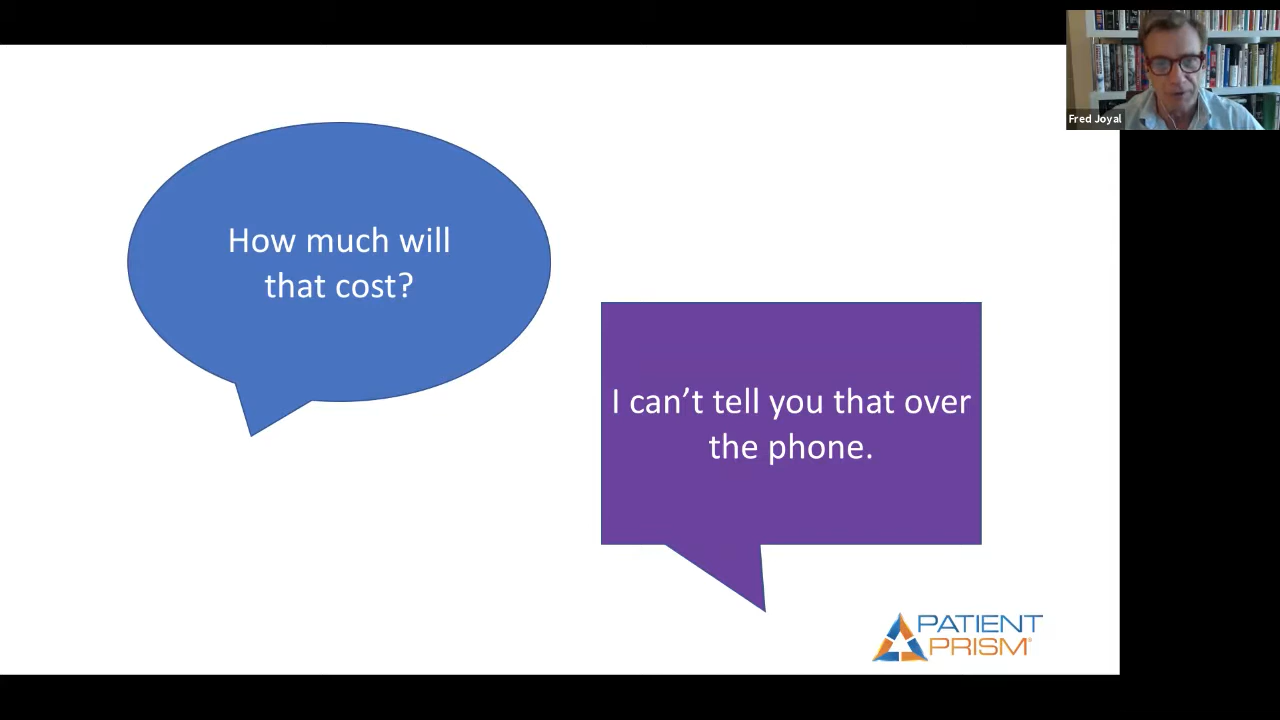 Fred Joyal
How much will
that cost?
I can’t tell you that over
the phone.
PATIENT
PRISM®